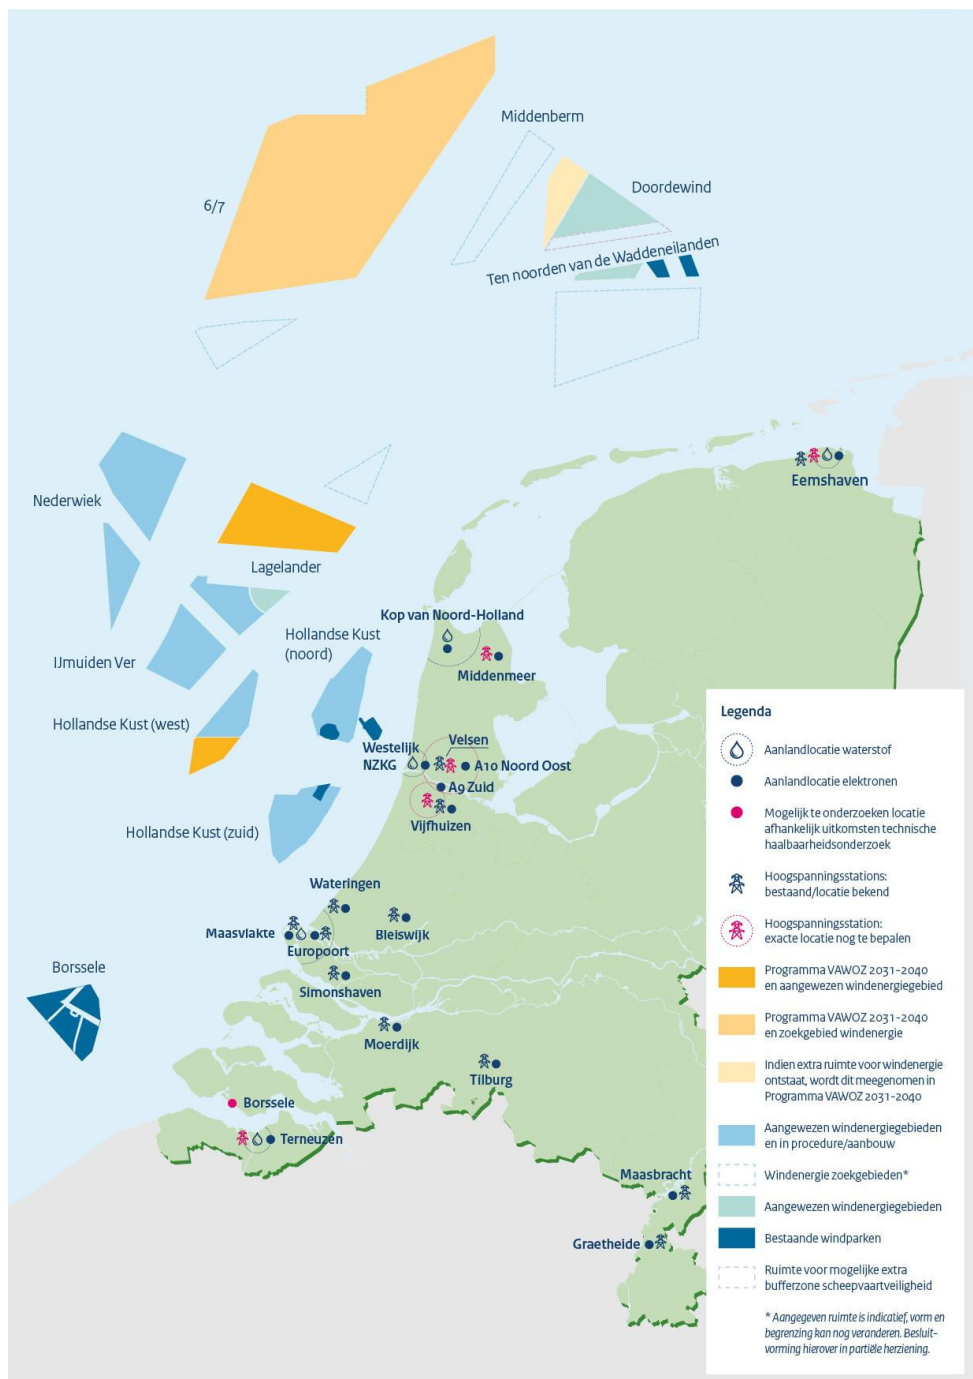 Middenberm
Doordewind
6/7
Ten noorden van de Waddeneilanden
Nederwiek
Eemshaven
Lagelander
Kop van Noord-Holland
Hollandse Kust
(noord)
IJmuiden Ver
Middenmeer
Hollandse Kust (west)
Velsen
Westelijk
NZKG
A10 Noord Oost
A9 Zuid
Hollandse Kust (zuid)
Vijfhuizen
Wateringen
Maasvlakte
Bleiswijk
Europoort
Borssele
Simonshaven
Moerdijk
Tilburg
Borssele
Terneuzen
Maasbracht
Graetheide
Legenda
Aanlandlocatie waterstof
Aanlandlocatie elektronen
Mogelijk te onderzoeken locatie
afhankelijk uitkomsten technische
haalbaarheidsonderzoek
Hoogspanningsstations:
bestaand/locatie bekend
Hoogspanningsstation:
exacte locatie nog te bepalen
Programma VAWOZ 2031-2040
en aangewezen windenergiegebied
Programma VAWOZ 2031-2040
en zoekgebied windenergie
Indien extra ruimte voor windenergie
ontstaat, wordt dit meegenomen in
Programma VAWOZ 2031-2040
Aangewezen windenergiegebieden
en in procedure/aanbouw
Windenergie zoekgebieden*
Aangewezen windenergiegebieden
Bestaande windparken
Ruimte voor mogelijke extra
bufferzone scheepvaartveiligheid
* Aangegeven ruimte is indicatief, vorm en
begrenzing kan nog veranderen. Besluit-
vorming hierover in partiële herziening.